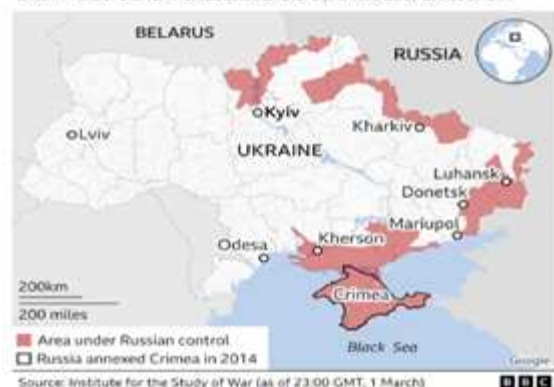 BELARUS
RUSSIA
Kyiv
Lviv
Kharkiv
UKRAINE
Luhansk
Donetsk
Mariupol
Kherson
Odesa
Crimea
200km
200 miles
Area under Russian control
Russia annexed Crimea in 2014
Black Sea
Google
Source: Institute for the Study of War (as of 23:00 GMT, 1 March)
BBC